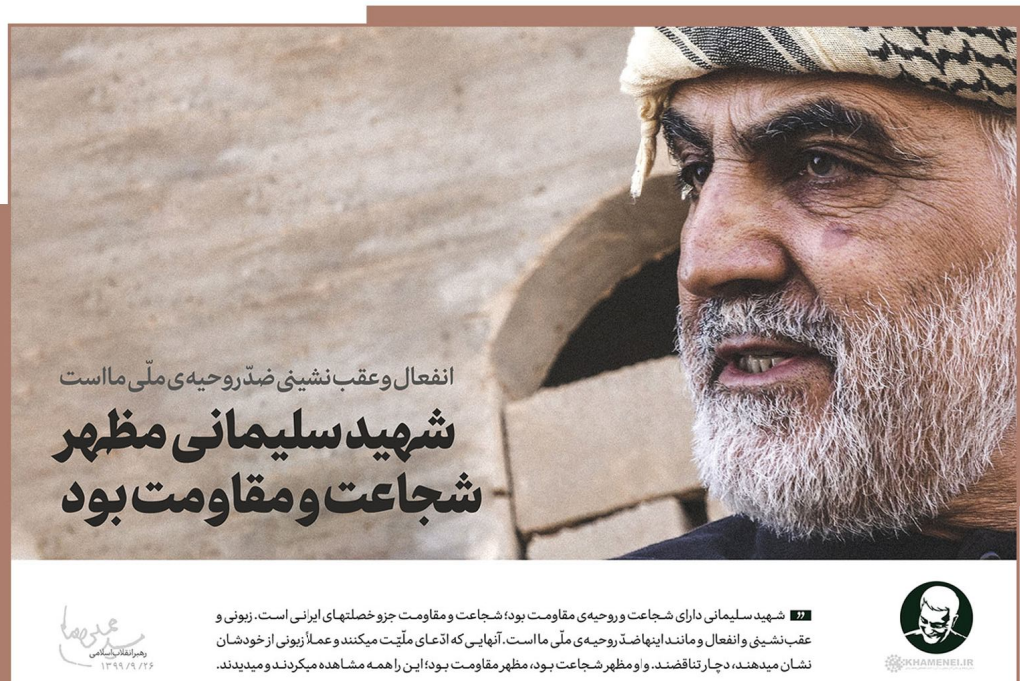 انفعال و عقب‌نشینی ضدّ روحیه‌ی ملّی ما است
شهید سلیمانی مظهر
شجاعت و مقاومت بود
شهید سلیمانی دارای شجاعت و روحیه‌ی مقاومت بود؛ شجاعت و مقاومت جزو خصلتهای ایرانی است. زبونی و
عقب‌نشینی و انفعال و مانند اینها ضدّ روحیه‌ی ملّی ما است. آنهایی که ادّعای ملّیّت میکنند و عملاً زبونی از خودشان
نشان میدهند، دچار تناقضند. و او مظهر شجاعت بود، مظهر مقاومت بود؛ این را همه مشاهده میکردند و میدیدند.
رهبر انقلاب اسلامی
۱۳۹۹/۹/۲۶
KHAMENEI.IR